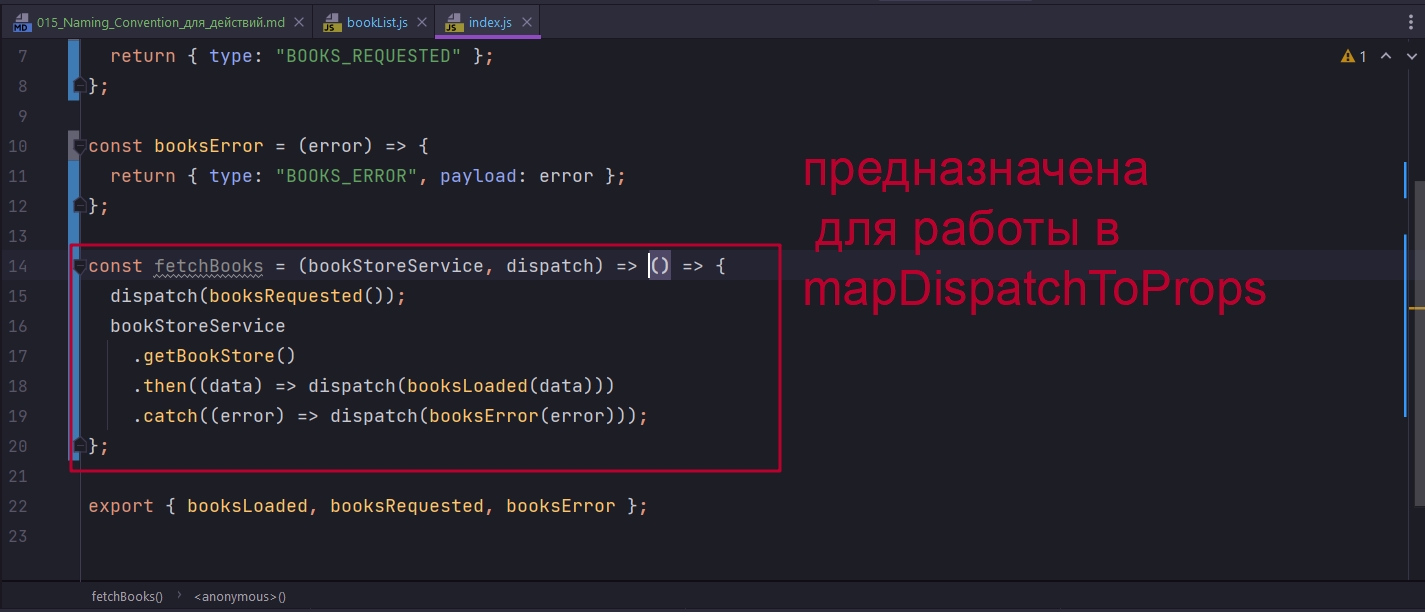 015_Naming_Convention_для_действий.md
bookList.js
index.js
7 return { type: "BOOKS_REQUESTED" };
1
8 };
9
10 const booksError = (error) => {
11 return { type: "BOOKS_ERROR", payload: error };
12 };
13
14 const fetchBooks = (bookStoreService, dispatch) => () => {
15 dispatch(booksRequested());
16 bookStoreService
17 .getBookStore()
18 .then((data) => dispatch(booksLoaded(data)))
19 .catch((error) => dispatch(booksError(error)));
20 };
21
22 export { booksLoaded, booksRequested, booksError };
23
предназначена
для работы в
mapDispatchToProps
fetchBooks() › <anonymous>()